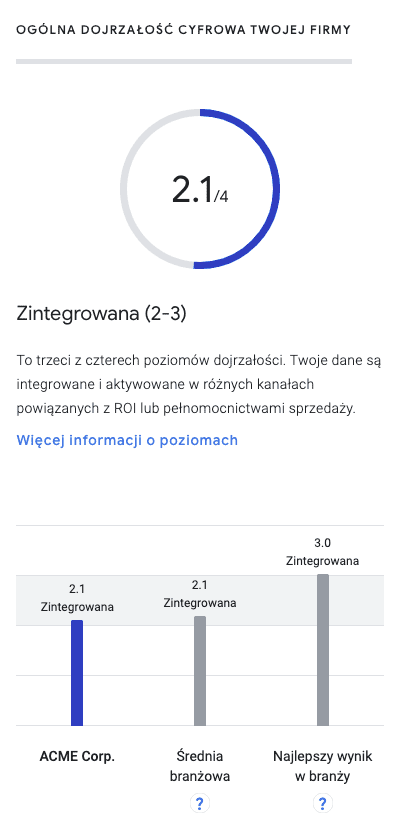 OGÓLNA DOJRZAŁOŚĆ CYFROWA TWOJEJ FIRMY
2.1/4
Zintegrowana (2-3)
To trzeci z czterech poziomów dojrzałości. Twoje dane są
integrowane i aktywowane w różnych kanałach
powiązanych z ROI lub pełnomocnictwami sprzedaży.
Więcej informacji o poziomach
3.0
Zintegrowana
2.1
Zintegrowana
2.1
Zintegrowana
ACME Corp.
Średnia
branżowa
?
Najlepszy wynik
w branży
?